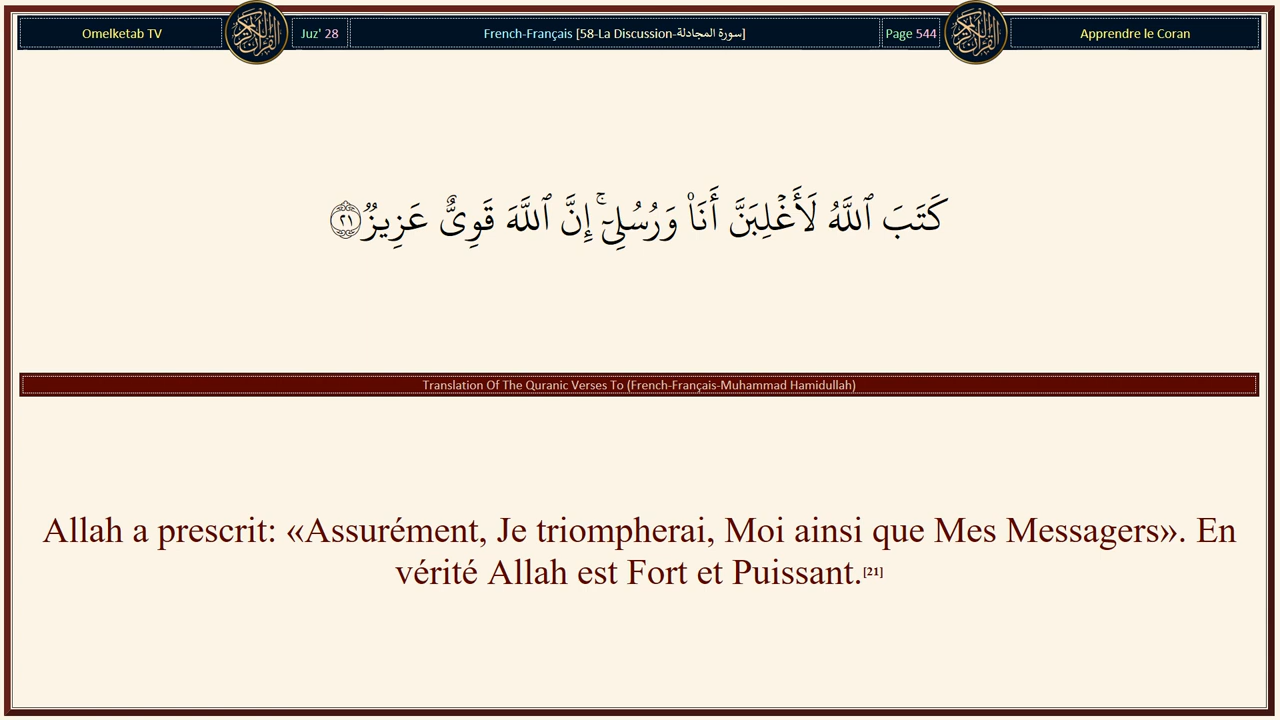 Omelketab TV
Juz' 28
French-Français [58-La Discussion-سورة المجادلة]
Page 544
Apprendre le Coran
كَتَبَ ٱللَّهُ لَأَغْلِبَنَّ أَنَا۠ وَرُسُلِىٓ ۚ إِنَّ ٱللَّهَ قَوِىٌّ عَزِيزٌ ٢١
Translation Of The Quranic Verses To (French-Français-Muhammad Hamidullah)
Allah a prescrit: «Assurément, Je triompherai, Moi ainsi que Mes Messagers». En
vérité Allah est Fort et Puissant.[21]